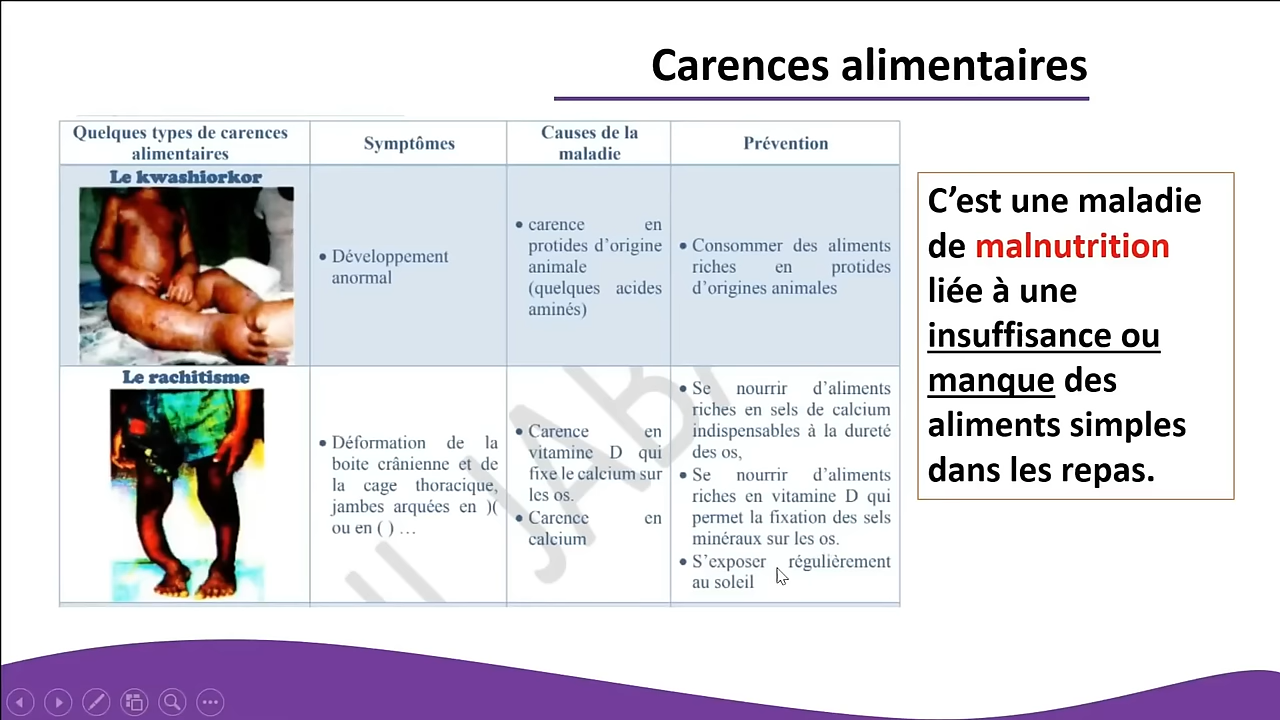 Carences alimentaires
Quelques types de carences
alimentaires
Symptômes
Causes de la
maladie
Prévention
Le kwashiorkor
• Développement
anormal
• carence en
protides d'origine
animale
(quelques acides
aminés)
• Consommer des aliments
riches en protides
d'origines animales
Le rachitisme
• Déformation de la
boite crânienne et de
la cage thoracique,
jambes arquées en )(
ou en ( ) …
• Carence en
vitamine D qui
fixe le calcium sur
les os.
• Carence en
calcium
• Se nourrir d'aliments
riches en sels de calcium
indispensables à la dureté
des os,
• Se nourrir d'aliments
riches en vitamine D qui
permet la fixation des sels
minéraux sur les os.
• S'exposer régulièrement
au soleil
C'est une maladie
de malnutrition
liée à une
insuffisance ou
manque des
aliments simples
dans les repas.